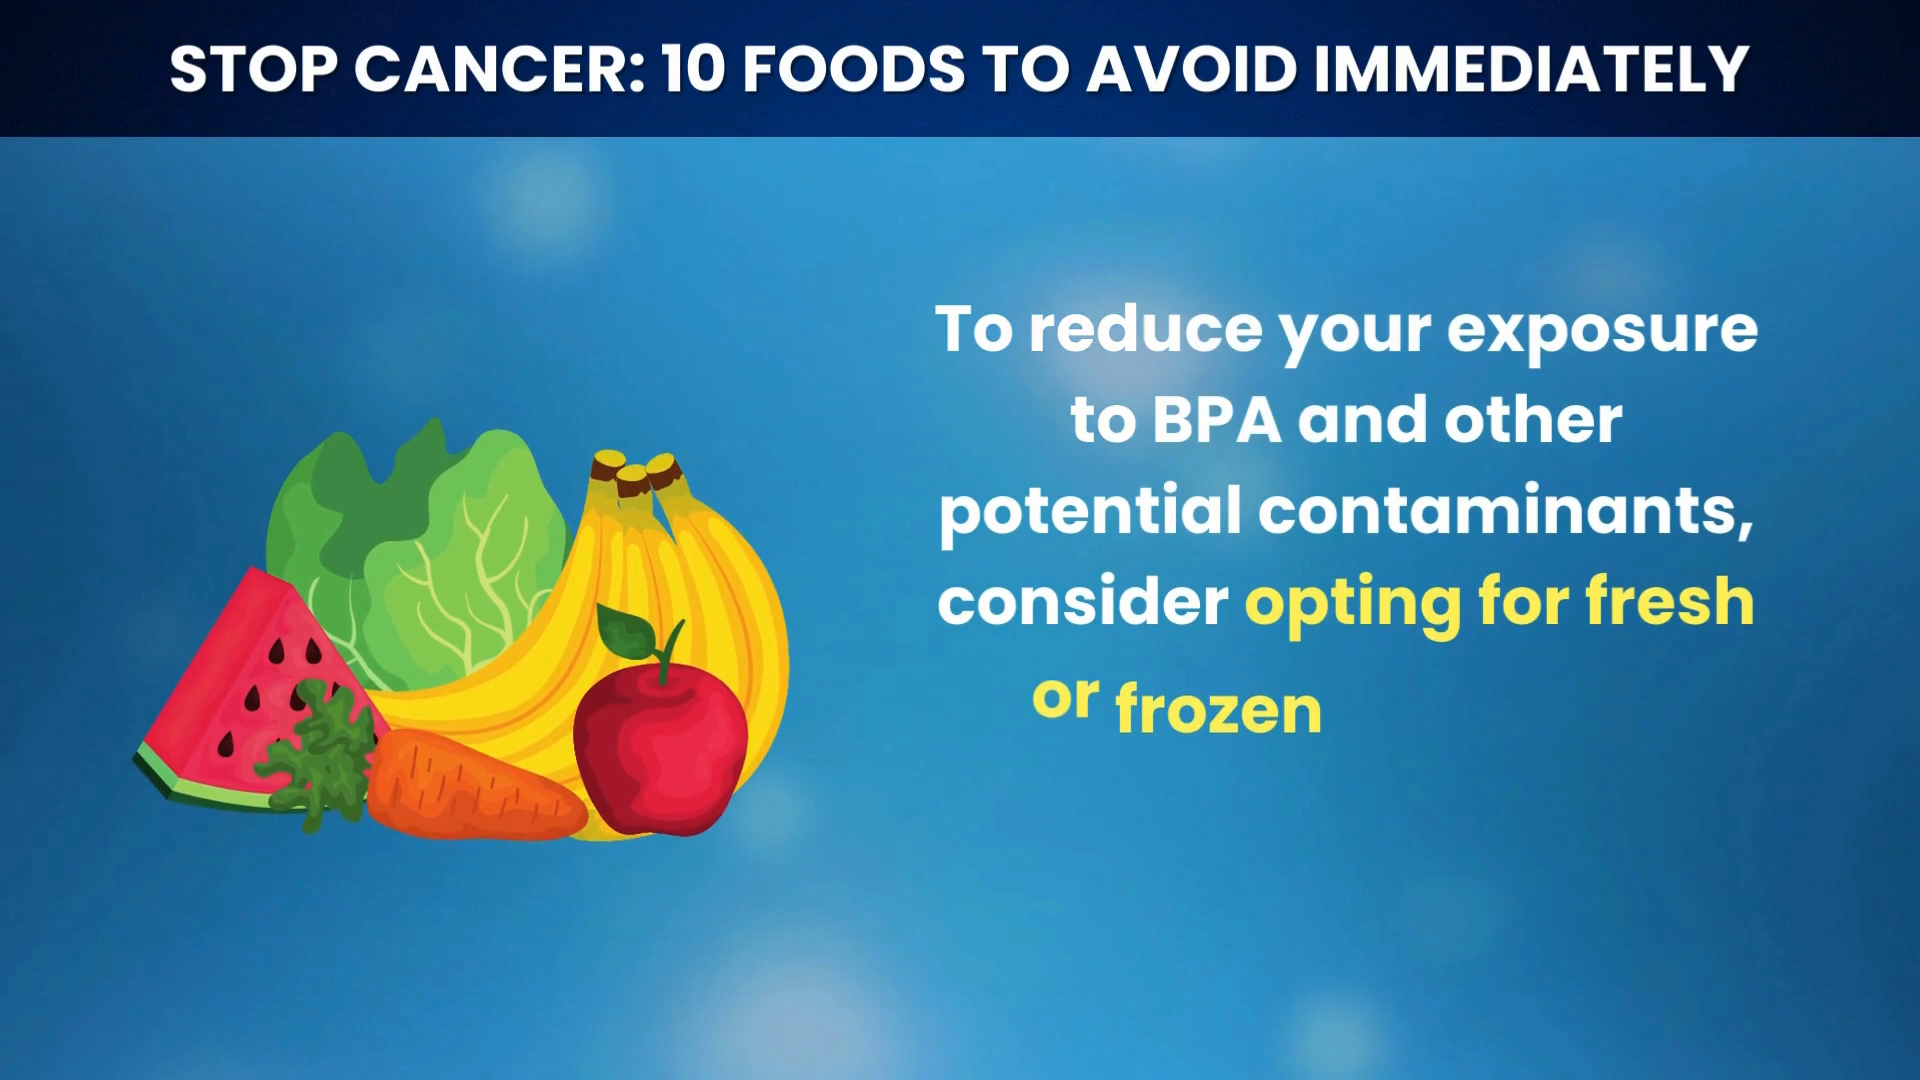 STOP CANCER: 10 FOODS TO AVOID IMMEDIATELY
To reduce your exposure
to BPA and other
potential contaminants,
consider opting for fresh
or frozen